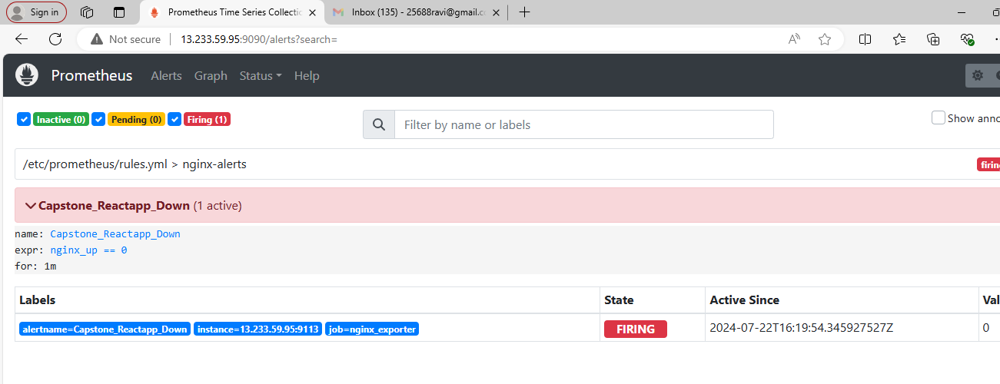 Sign in
Prometheus Time Series Collectic
Inbox (135) - 25688ravi@gmail.c
Not secure 13.233.59.95:9090/alerts?search=
Prometheus Alerts Graph Status Help
Inactive (0) Pending (0) Firing (1)
Filter by name or labels
Show anno
/etc/prometheus/rules.yml > nginx-alerts
firing
Capstone_Reactapp_Down (1 active)
name: Capstone_Reactapp_Down
expr: nginx_up == 0
for: 1m
Labels State Active Since Val
alertname=Capstone_Reactapp_Down instance=13.233.59.95:9113 job=nginx_exporter FIRING 2024-07-22T16:19:54.345927527Z 0